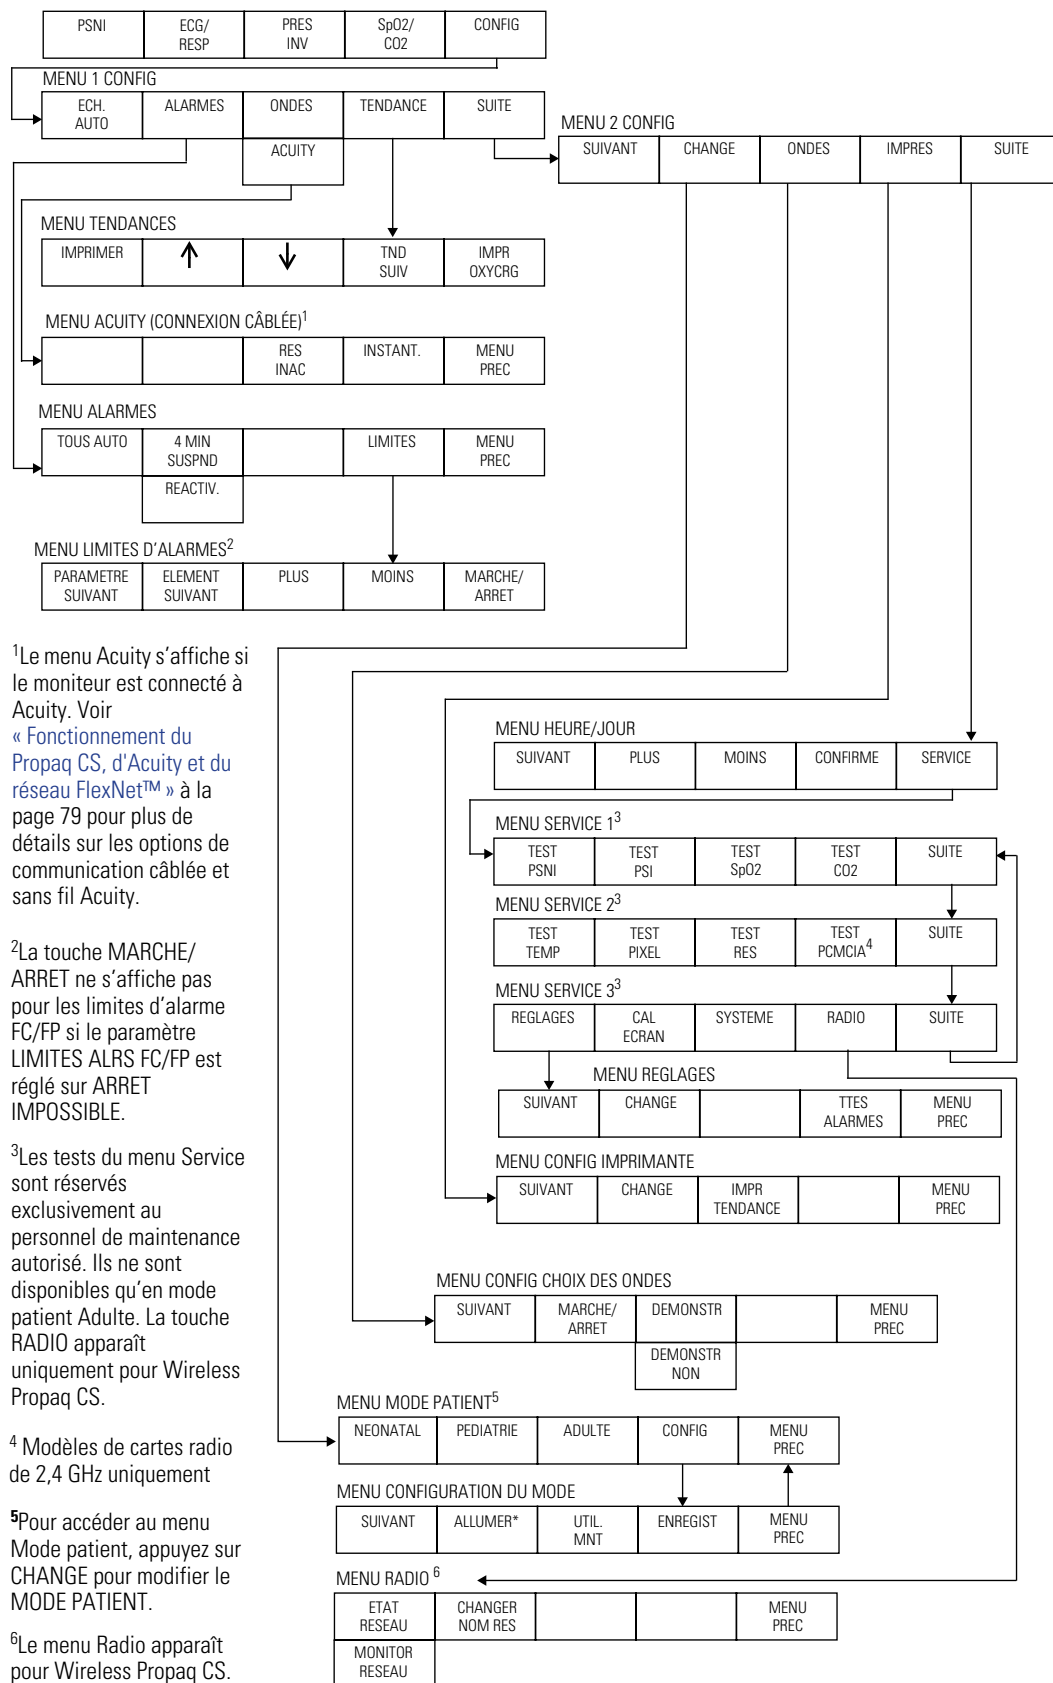 PSNI
ECG/
RESP
PRES
INV
SpO2/
CO2
CONFIG
MENU 1 CONFIG
ECH.
AUTO
ALARMES
ONDES
TENDANCE
SUITE
ACUITY
MENU 2 CONFIG
SUIVANT
CHANGE
ONDES
IMPRES
SUITE
MENU TENDANCES
IMPRIMER
↑
↓
TND
SUIV
IMPR
OXYCRG
MENU ACUITY (CONNEXION CÂBLÉE)1
RES
INAC
INSTANT.
MENU
PREC
MENU ALARMES
TOUS AUTO
4 MIN
SUSPND
LIMITES
MENU
PREC
REACTIV.
MENU LIMITES D’ALARMES2
PARAMETRE
SUIVANT
ELEMENT
SUIVANT
PLUS
MOINS
MARCHE/
ARRET
1Le menu Acuity s’affiche si
le moniteur est connecté à
Acuity. Voir
« Fonctionnement du
Propaq CS, d'Acuity et du
réseau FlexNet™ » à la
page 79 pour plus de
détails sur les options de
communication câblée et
sans fil Acuity.
2La touche MARCHE/
ARRET ne s’affiche pas
pour les limites d’alarme
FC/FP si le paramètre
LIMITES ALRS FC/FP est
réglé sur ARRET
IMPOSSIBLE.
3Les tests du menu Service
sont réservés
exclusivement au
personnel de maintenance
autorisé. Ils ne sont
disponibles qu’en mode
patient Adulte. La touche
RADIO apparaît
uniquement pour Wireless
Propaq CS.
4 Modèles de cartes radio
de 2,4 GHz uniquement
5Pour accéder au menu
Mode patient, appuyez sur
CHANGE pour modifier le
MODE PATIENT.
6Le menu Radio apparaît
pour Wireless Propaq CS.
MENU HEURE/JOUR
SUIVANT
PLUS
MOINS
CONFIRME
SERVICE
MENU SERVICE 13
TEST
PSNI
TEST
PSI
TEST
SpO2
TEST
CO2
SUITE
MENU SERVICE 23
TEST
TEMP
TEST
PIXEL
TEST
RES
TEST
PCMCIA4
SUITE
MENU SERVICE 33
REGLAGES
CAL
ECRAN
SYSTEME
RADIO
SUITE
MENU REGLAGES
SUIVANT
CHANGE
TTES
ALARMES
MENU
PREC
MENU CONFIG IMPRIMANTE
SUIVANT
CHANGE
IMPR
TENDANCE
MENU
PREC
MENU CONFIG CHOIX DES ONDES
SUIVANT
MARCHE/
ARRET
DEMONSTR
MENU
PREC
DEMONSTR
NON
MENU MODE PATIENT5
NEONATAL
PEDIATRIE
ADULTE
CONFIG
MENU
PREC
MENU CONFIGURATION DU MODE
SUIVANT
ALLUMER*
UTIL.
MNT
ENREGIST
MENU
PREC
MENU RADIO 6
ETAT
RESEAU
CHANGER
NOM RES
MENU
PREC
MONITOR
RESEAU